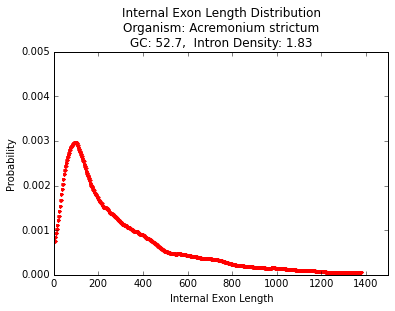 Internal Exon Length Distribution
Organism: Acremonium strictum
GC: 52.7,  Intron Density: 1.83
0.005
0.004
0.003
0.002
0.001
0.000
Probability
0 200 400 600 800 1000 1200 1400
Internal Exon Length